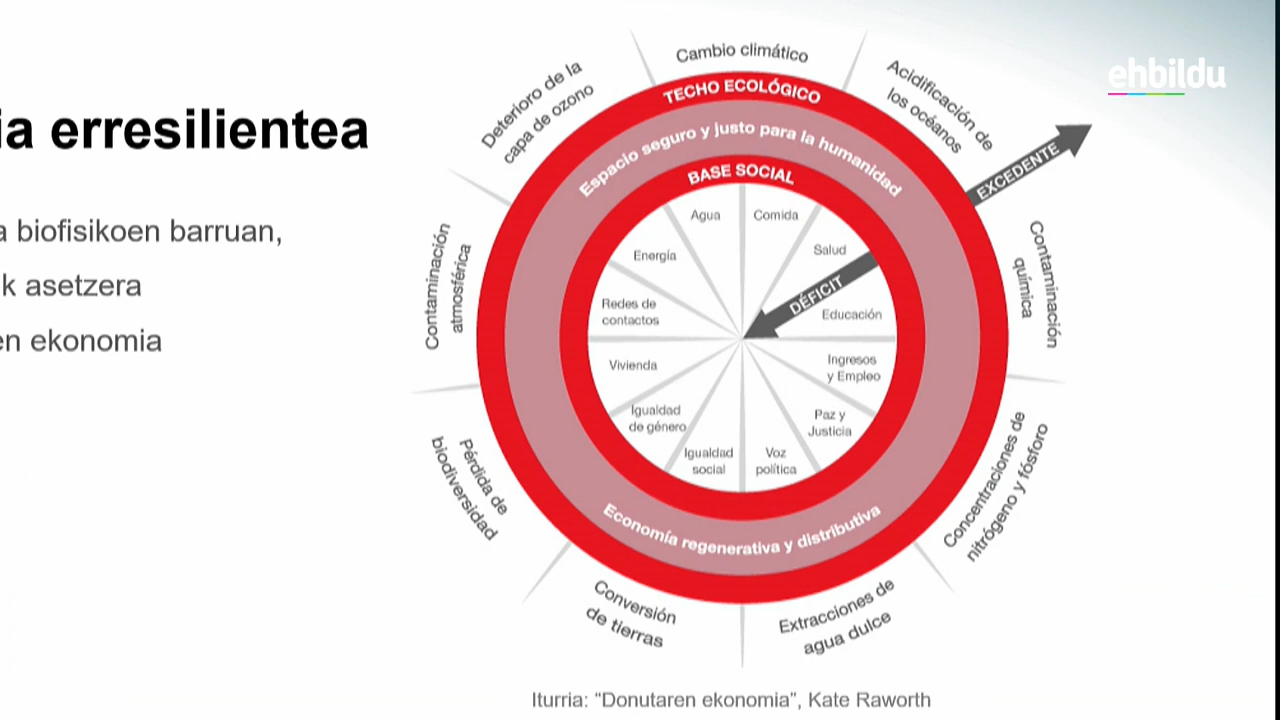 ehbildu
ia erresilientea
a biofisikoen barruan,
k asetzera
en ekonomia
Cambio climático
Acidificación de
los océanos
EXCEDENTE
Contaminación
química
Concentraciones de
nitrógeno y fósforo
Extracciones de
agua dulce
Conversión
de tierras
Pérdida de
biodiversidad
Contaminación
atmosférica
Deterioro de la
capa de ozono
TECHO ECOLÓGICO
Espacio seguro y justo para la humanidad
BASE SOCIAL
Agua
Comida
Salud
DÉFICIT
Educación
Ingresos
y Empleo
Paz y
Justicia
Voz
política
Igualdad
social
Igualdad
de género
Vivienda
Redes de
contactos
Energía
Economía regenerativa y distributiva
Iturria: “Donutaren ekonomia”, Kate Raworth